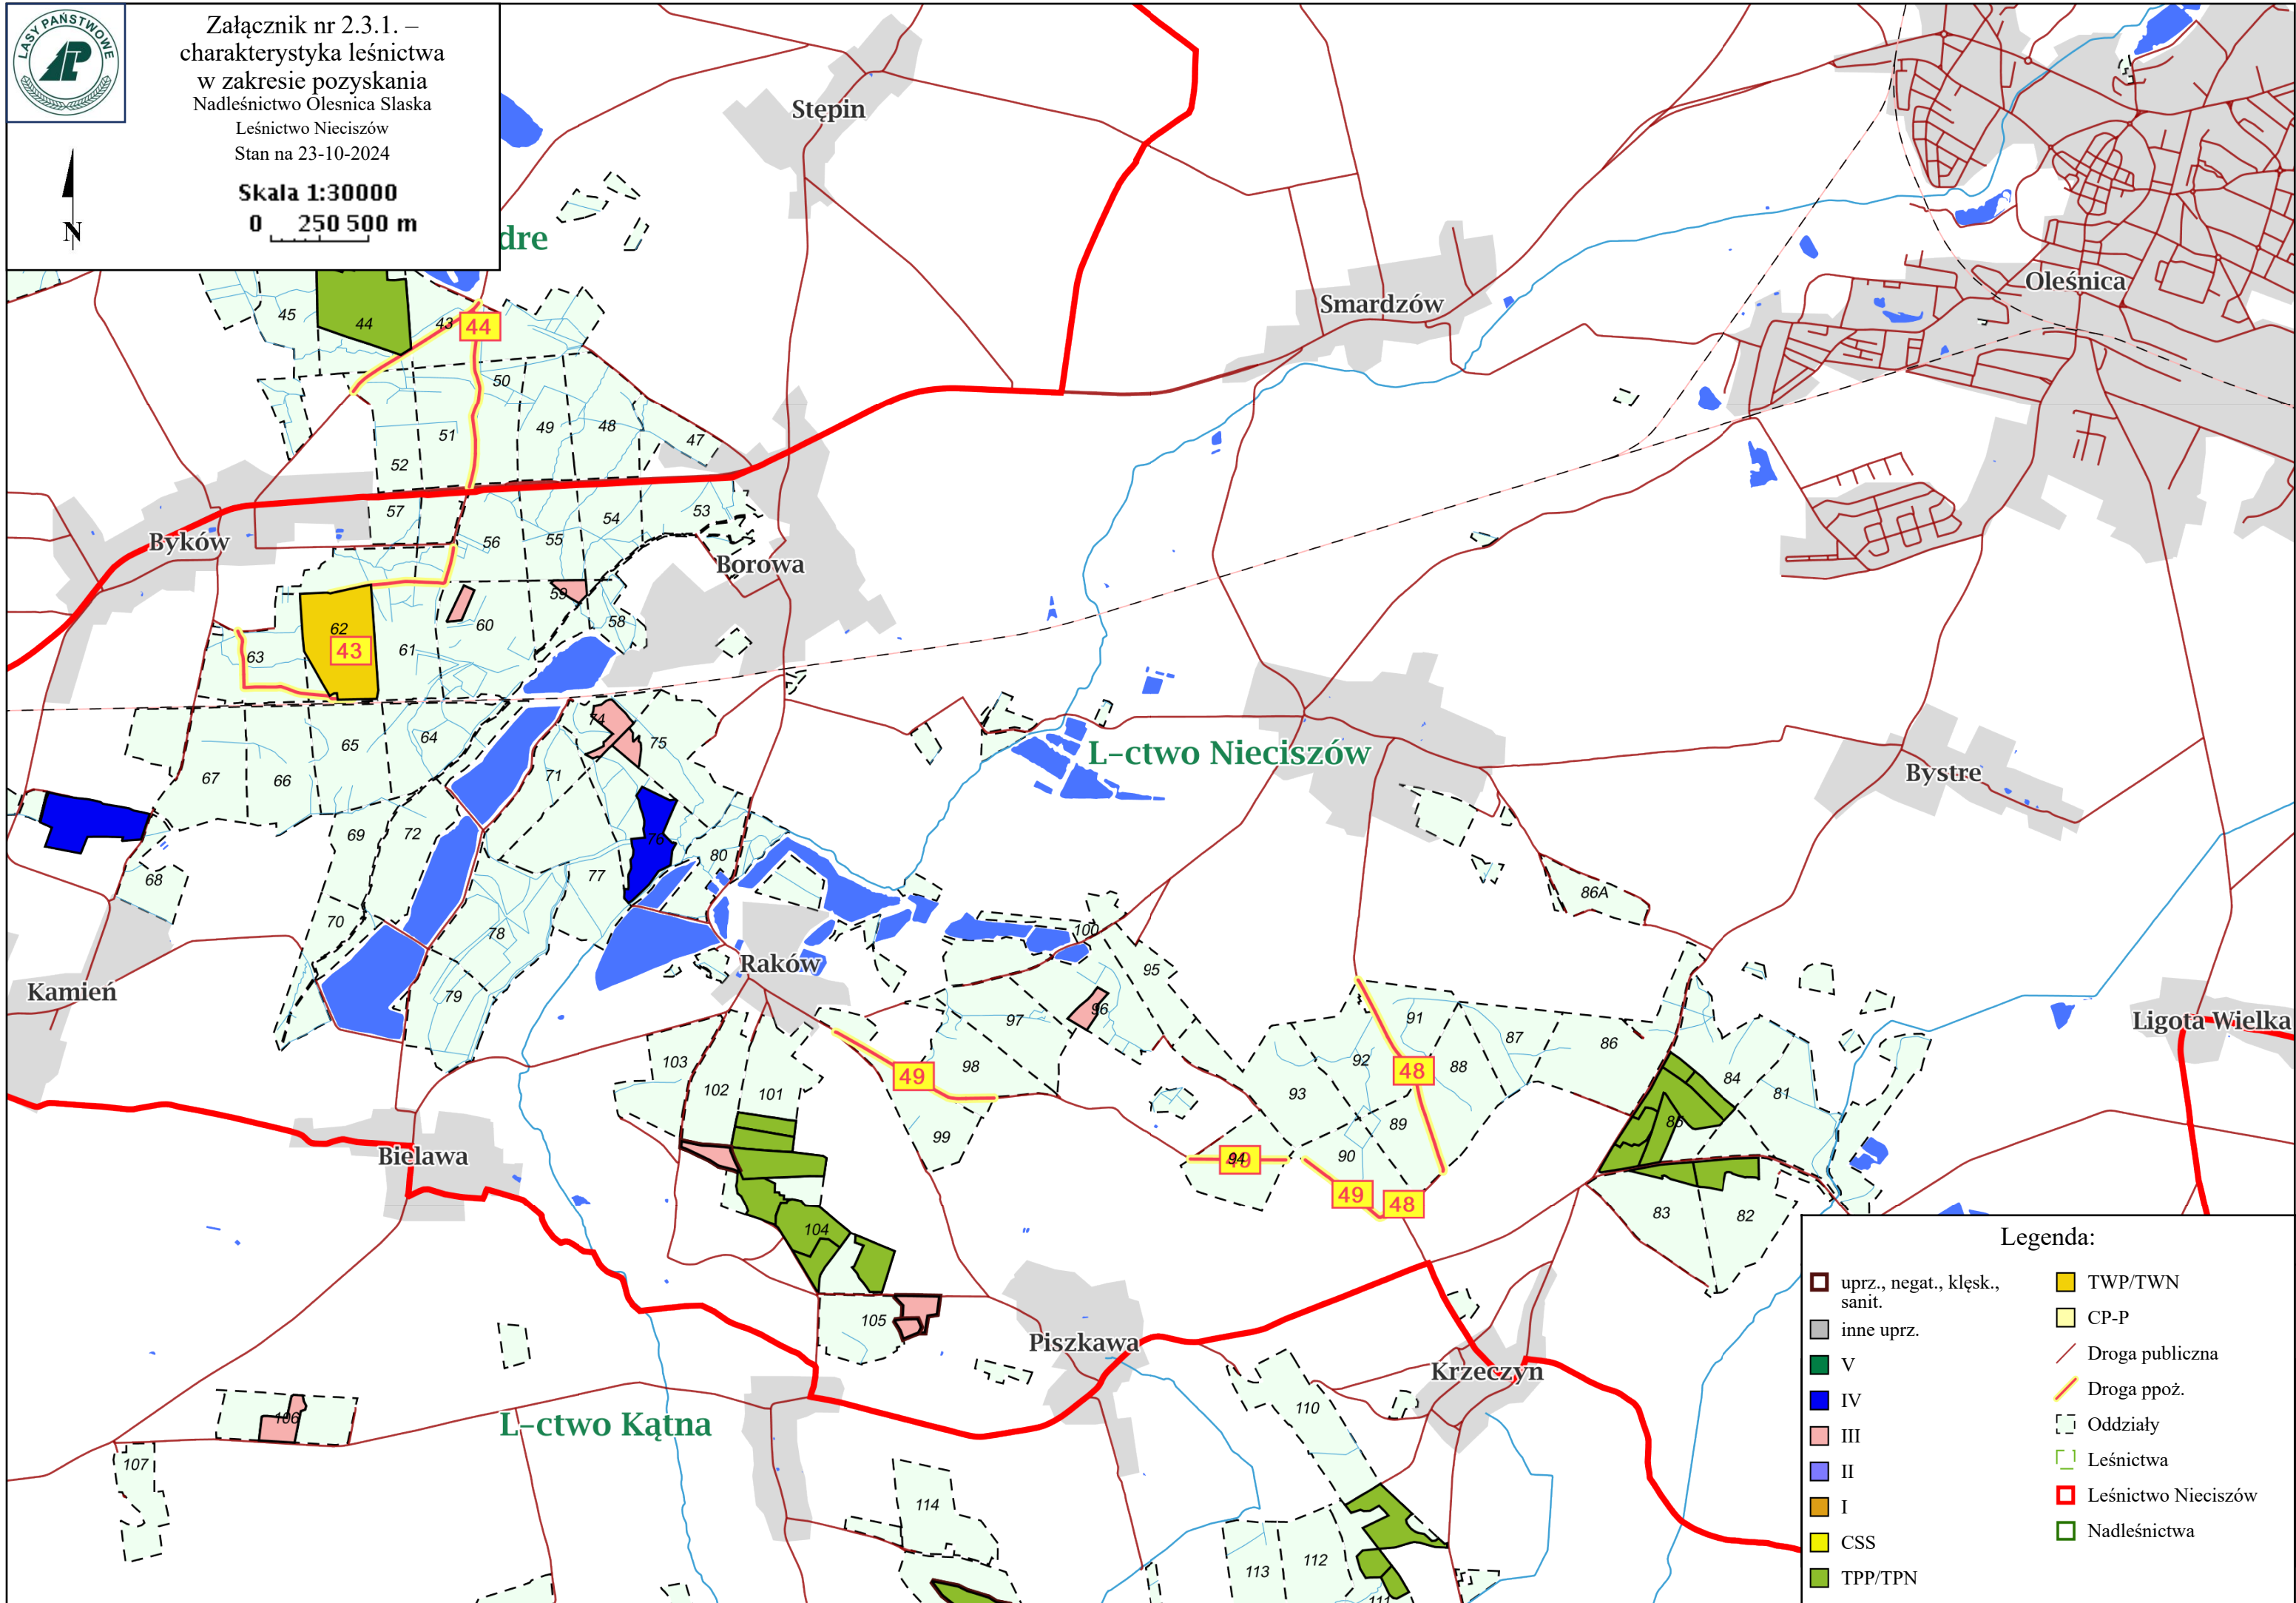 LASY PAŃSTWOWE
Załącznik nr 2.3.1. –
charakterystyka leśnictwa
w zakresie pozyskania
Nadleśnictwo Olesnica Slaska
Leśnictwo Nieciszów
Stan na 23-10-2024
Skala 1:30000
0 250 500 m
N
dre
Stępin
Smardzów
Oleśnica
45
44
43
44
50
51
49
48
47
52
57
56
55
54
53
Byków
Borowa
59
58
60
61
62
43
63
74
75
64
65
66
67
71
L-ctwo Nieciszów
Bystre
69
72
76
80
77
68
70
78
79
86A
100
95
Raków
Kamień
97
96
98
91
92
87
88
86
Ligota Wielka
103
102
101
49
48
93
84
81
85
99
89
90
94
49
Bielawa
49
48
83
82
104
105
Piszkawa
Krzeczyn
106
107
L-ctwo Kątna
110
114
113
112
111
Legenda:
uprz., negat., klęsk.,
sanit.
inne uprz.
V
IV
III
II
I
CSS
TPP/TPN
TWP/TWN
CP-P
Droga publiczna
Droga ppoż.
Oddziały
Leśnictwa
Leśnictwo Nieciszów
Nadleśnictwa